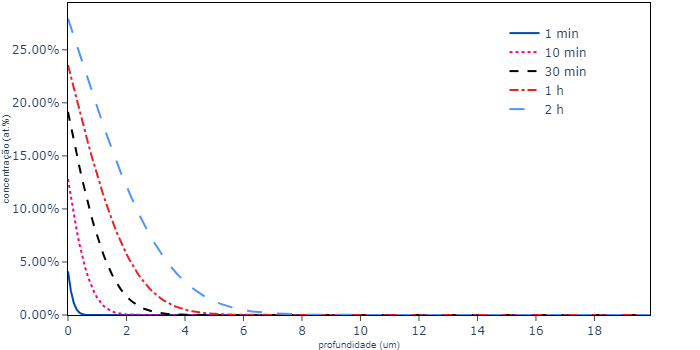 25.00%
20.00%
15.00%
10.00%
5.00%
0.00%
concentração (at.%)
0 2 4 6 8 10 12 14 16 18
profundidade (um)
1 min
10 min
30 min
1 h
2 h